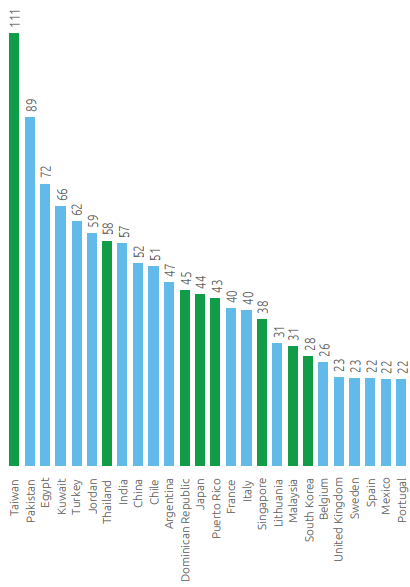 111
89
72
66
62
59
58
57
52
51
47
45
44
43
40
40
38
31
31
28
26
23
23
22
22
22
Taiwan
Pakistan
Egypt
Kuwait
Turkey
Jordan
Thailand
India
China
Chile
Argentina
Dominican Republic
Japan
Puerto Rico
France
Italy
Singapore
Lithuania
Malaysia
South Korea
Belgium
United Kingdom
Sweden
Spain
Mexico
Portugal